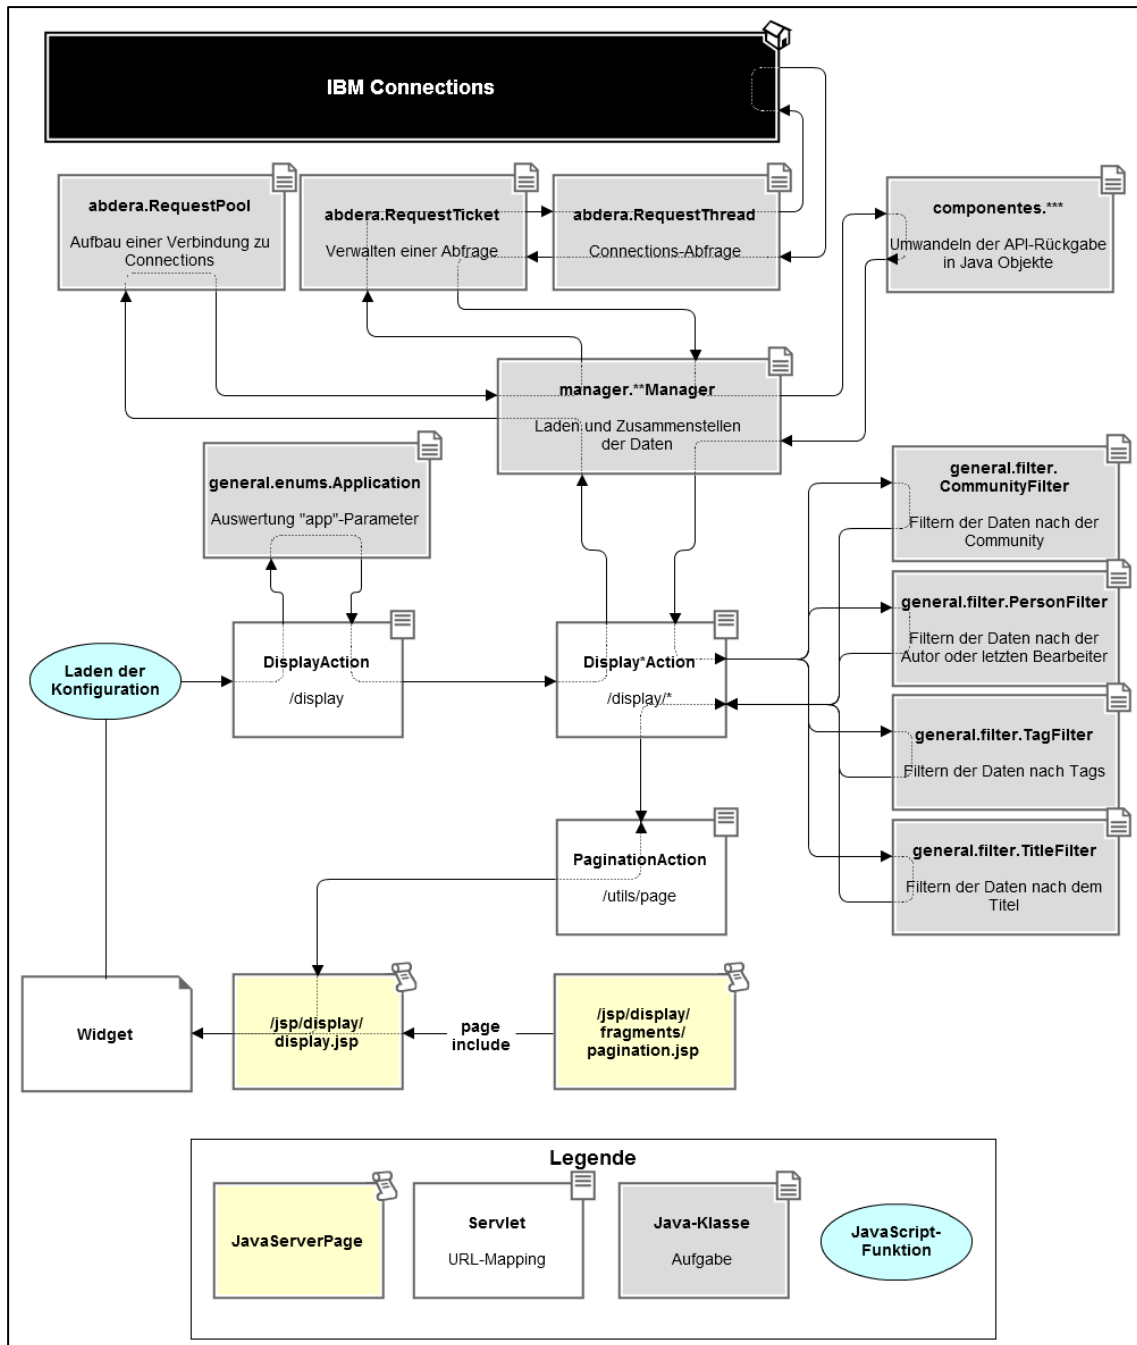 IBM Connections
abdera.RequestPool
Aufbau einer Verbindung zu
Connections
abdera.RequestTicket
Verwalten einer Abfrage
abdera.RequestThread
Connections-Abfrage
componentes.***
Umwandeln der API-Rückgabe
in Java Objekte
manager.**Manager
Laden und Zusammenstellen
der Daten
general.enums.Application
Auswertung "app"-Parameter
general.filter.
CommunityFilter
Filtern der Daten nach der
Community
general.filter.PersonFilter
Filtern der Daten nach der
Autor oder letzten Bearbeiter
Laden der
Konfiguration
DisplayAction
/display
Display*Action
/display/*
general.filter.TagFilter
Filtern der Daten nach Tags
PaginationAction
/utils/page
general.filter.TitleFilter
Filtern der Daten nach dem
Titel
Widget
/jsp/display/
display.jsp
page
include
/jsp/display/
fragments/
pagination.jsp
Legende
JavaServerPage
Servlet
URL-Mapping
Java-Klasse
Aufgabe
JavaScript-
Funktion